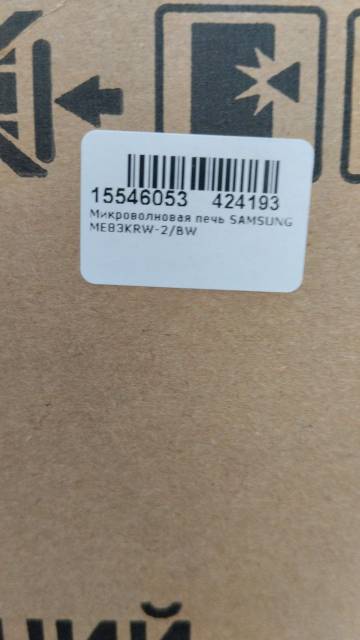 15546053 424193
Микроволновая печь SAMSUNG
ME83KRW-2/BW